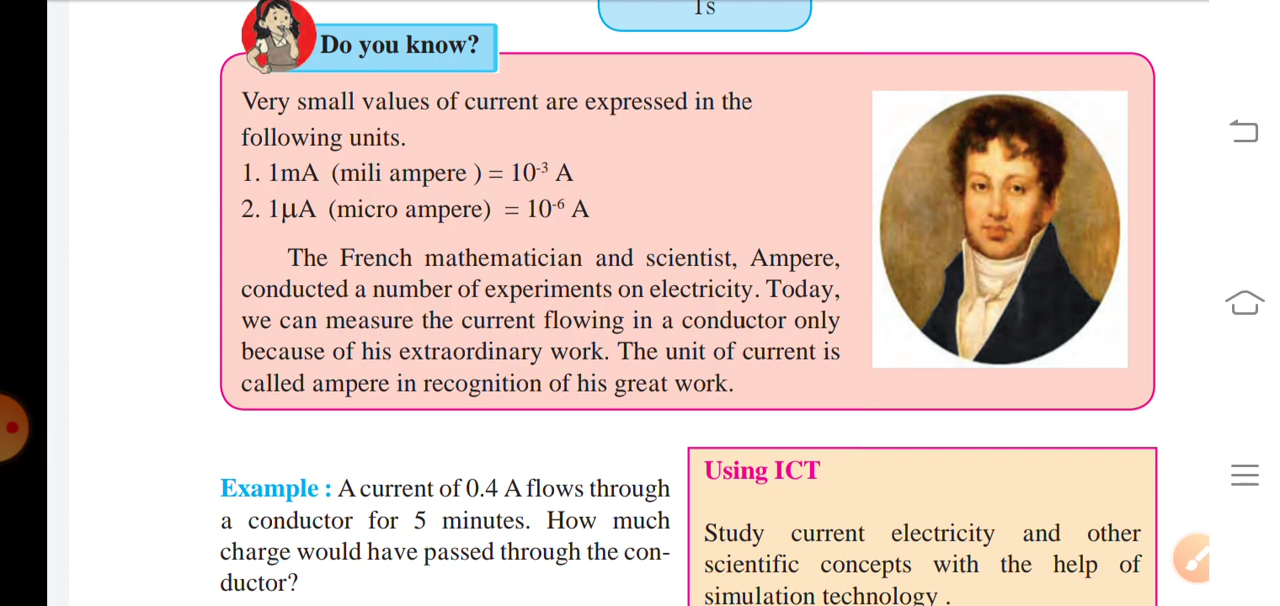 1s
Do you know?
Very small values of current are expressed in the
following units.
1. 1mA (mili ampere ) = 10⁻³ A
2. 1µA (micro ampere) = 10⁻⁶ A
The French mathematician and scientist, Ampere,
conducted a number of experiments on electricity. Today,
we can measure the current flowing in a conductor only
because of his extraordinary work. The unit of current is
called ampere in recognition of his great work.
Example : A current of 0.4 A flows through
a conductor for 5 minutes. How much
charge would have passed through the con-
ductor?
Using ICT
Study current electricity and other
scientific concepts with the help of
simulation technology .